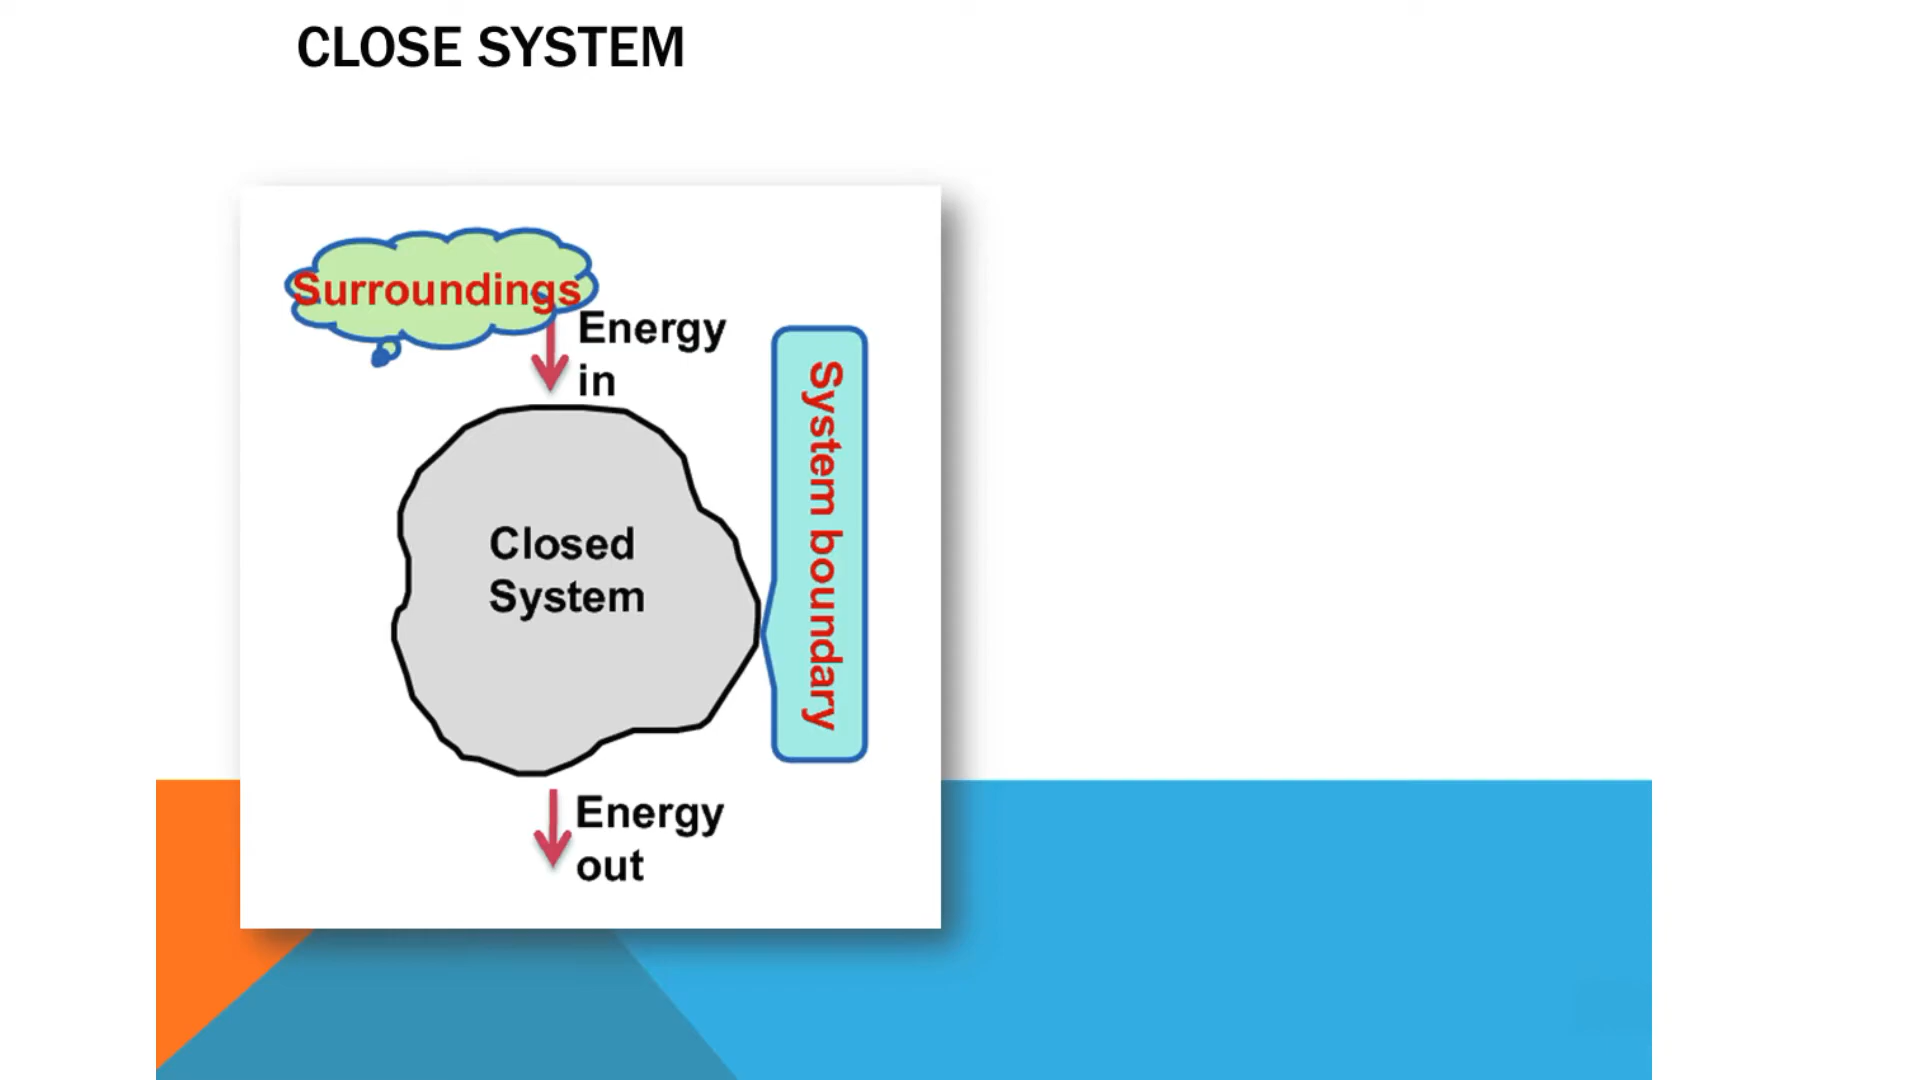 CLOSE SYSTEM
Surroundings
Energy
in
System boundary
Closed
System
Energy
out